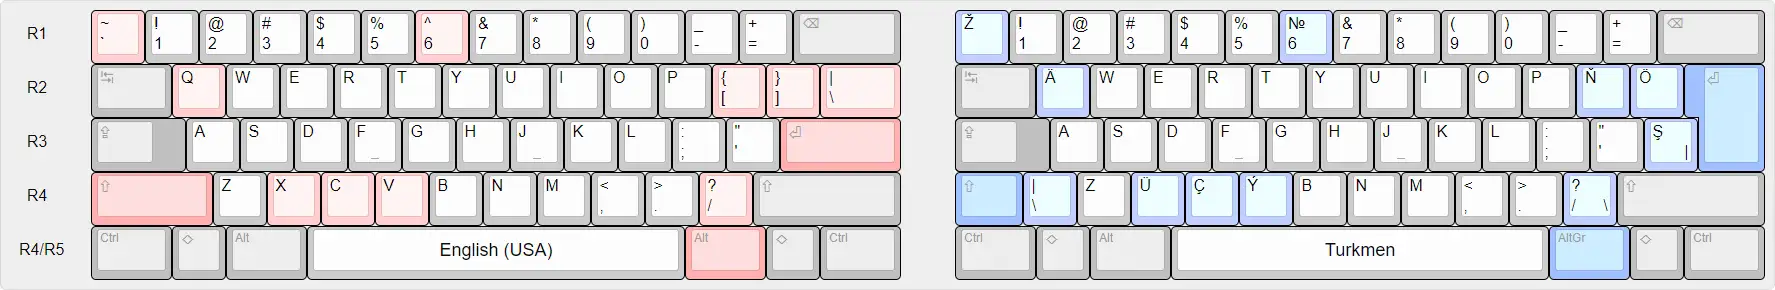 R1 ~ ` ! 1 @ 2 # 3 $ 4 % 5 ^ 6 & 7 * 8 ( 9 ) 0 _ - + = ⌫ Ž ! 1 @ 2 # 3 $ 4 % 5 № 6 & 7 * 8 ( 9 ) 0 _ - + = ⌫
R2 ↹ Q W E R T Y U I O P { [ } ] | \ ↹ Ä W E R T Y U I O P Ň Ö ⏎
R3 ⇪ A S D F _ G H J _ K L : ; " ' ⏎ ⇪ A S D F _ G H J _ K L : ; " ' Ş |
R4 ⇧ Z X C V B N M < , > . ? / ⇧ ⇧ | \ Z Ü Ç Ý B N M < , > . ? / \ ⇧
R4/R5 Ctrl ◇ Alt English (USA) Alt ◇ Ctrl Ctrl ◇ Alt Turkmen AltGr ◇ Ctrl